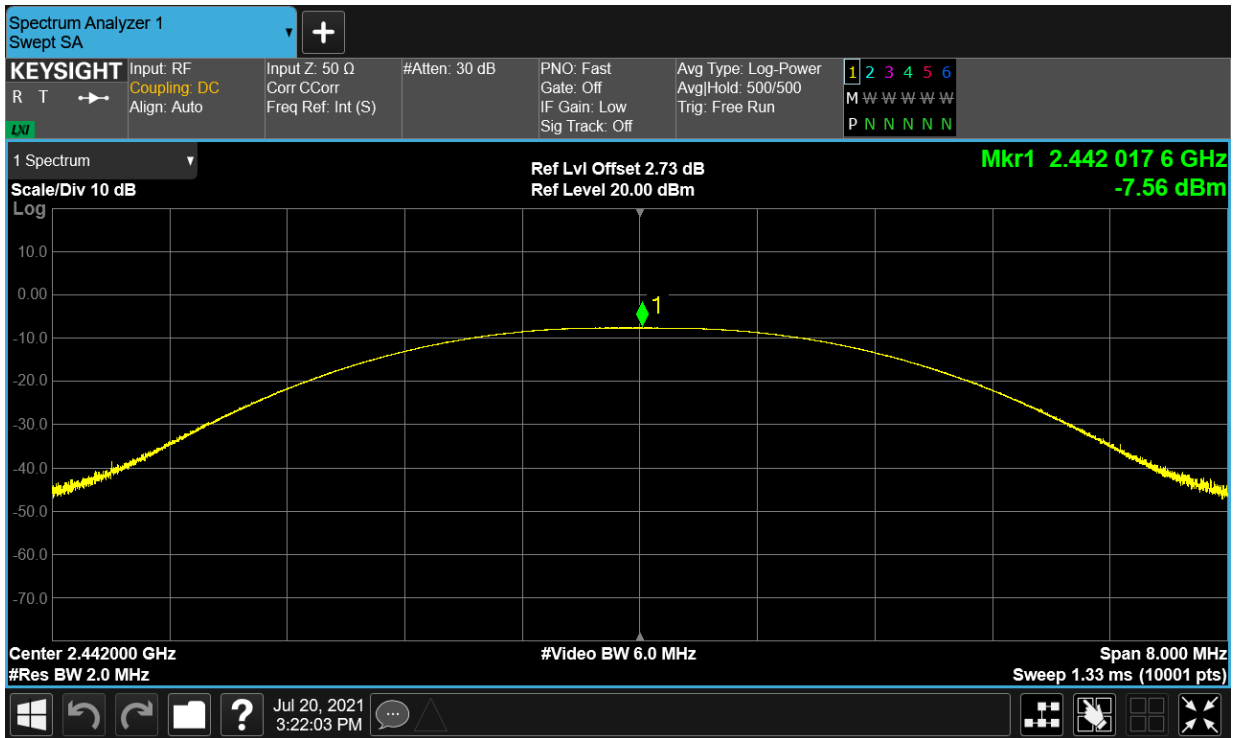 Spectrum Analyzer 1
Swept SA
KEYSIGHT
R T
LXI
Input: RF
Coupling: DC
Align: Auto
Input Z: 50 Ω
Corr CCorr
Freq Ref: Int (S)
#Atten: 30 dB
PNO: Fast
Gate: Off
IF Gain: Low
Sig Track: Off
Avg Type: Log-Power
Avg|Hold: 500/500
Trig: Free Run
1 2 3 4 5 6
M W W W W W
P N N N N N
1 Spectrum
Scale/Div 10 dB
Log
Ref Lvl Offset 2.73 dB
Ref Level 20.00 dBm
Mkr1 2.442 017 6 GHz
-7.56 dBm
10.0
0.00
1
-10.0
-20.0
-30.0
-40.0
-50.0
-60.0
-70.0
Center 2.442000 GHz
#Video BW 6.0 MHz
Span 8.000 MHz
#Res BW 2.0 MHz
Sweep 1.33 ms (10001 pts)
?
Jul 20, 2021
3:22:03 PM